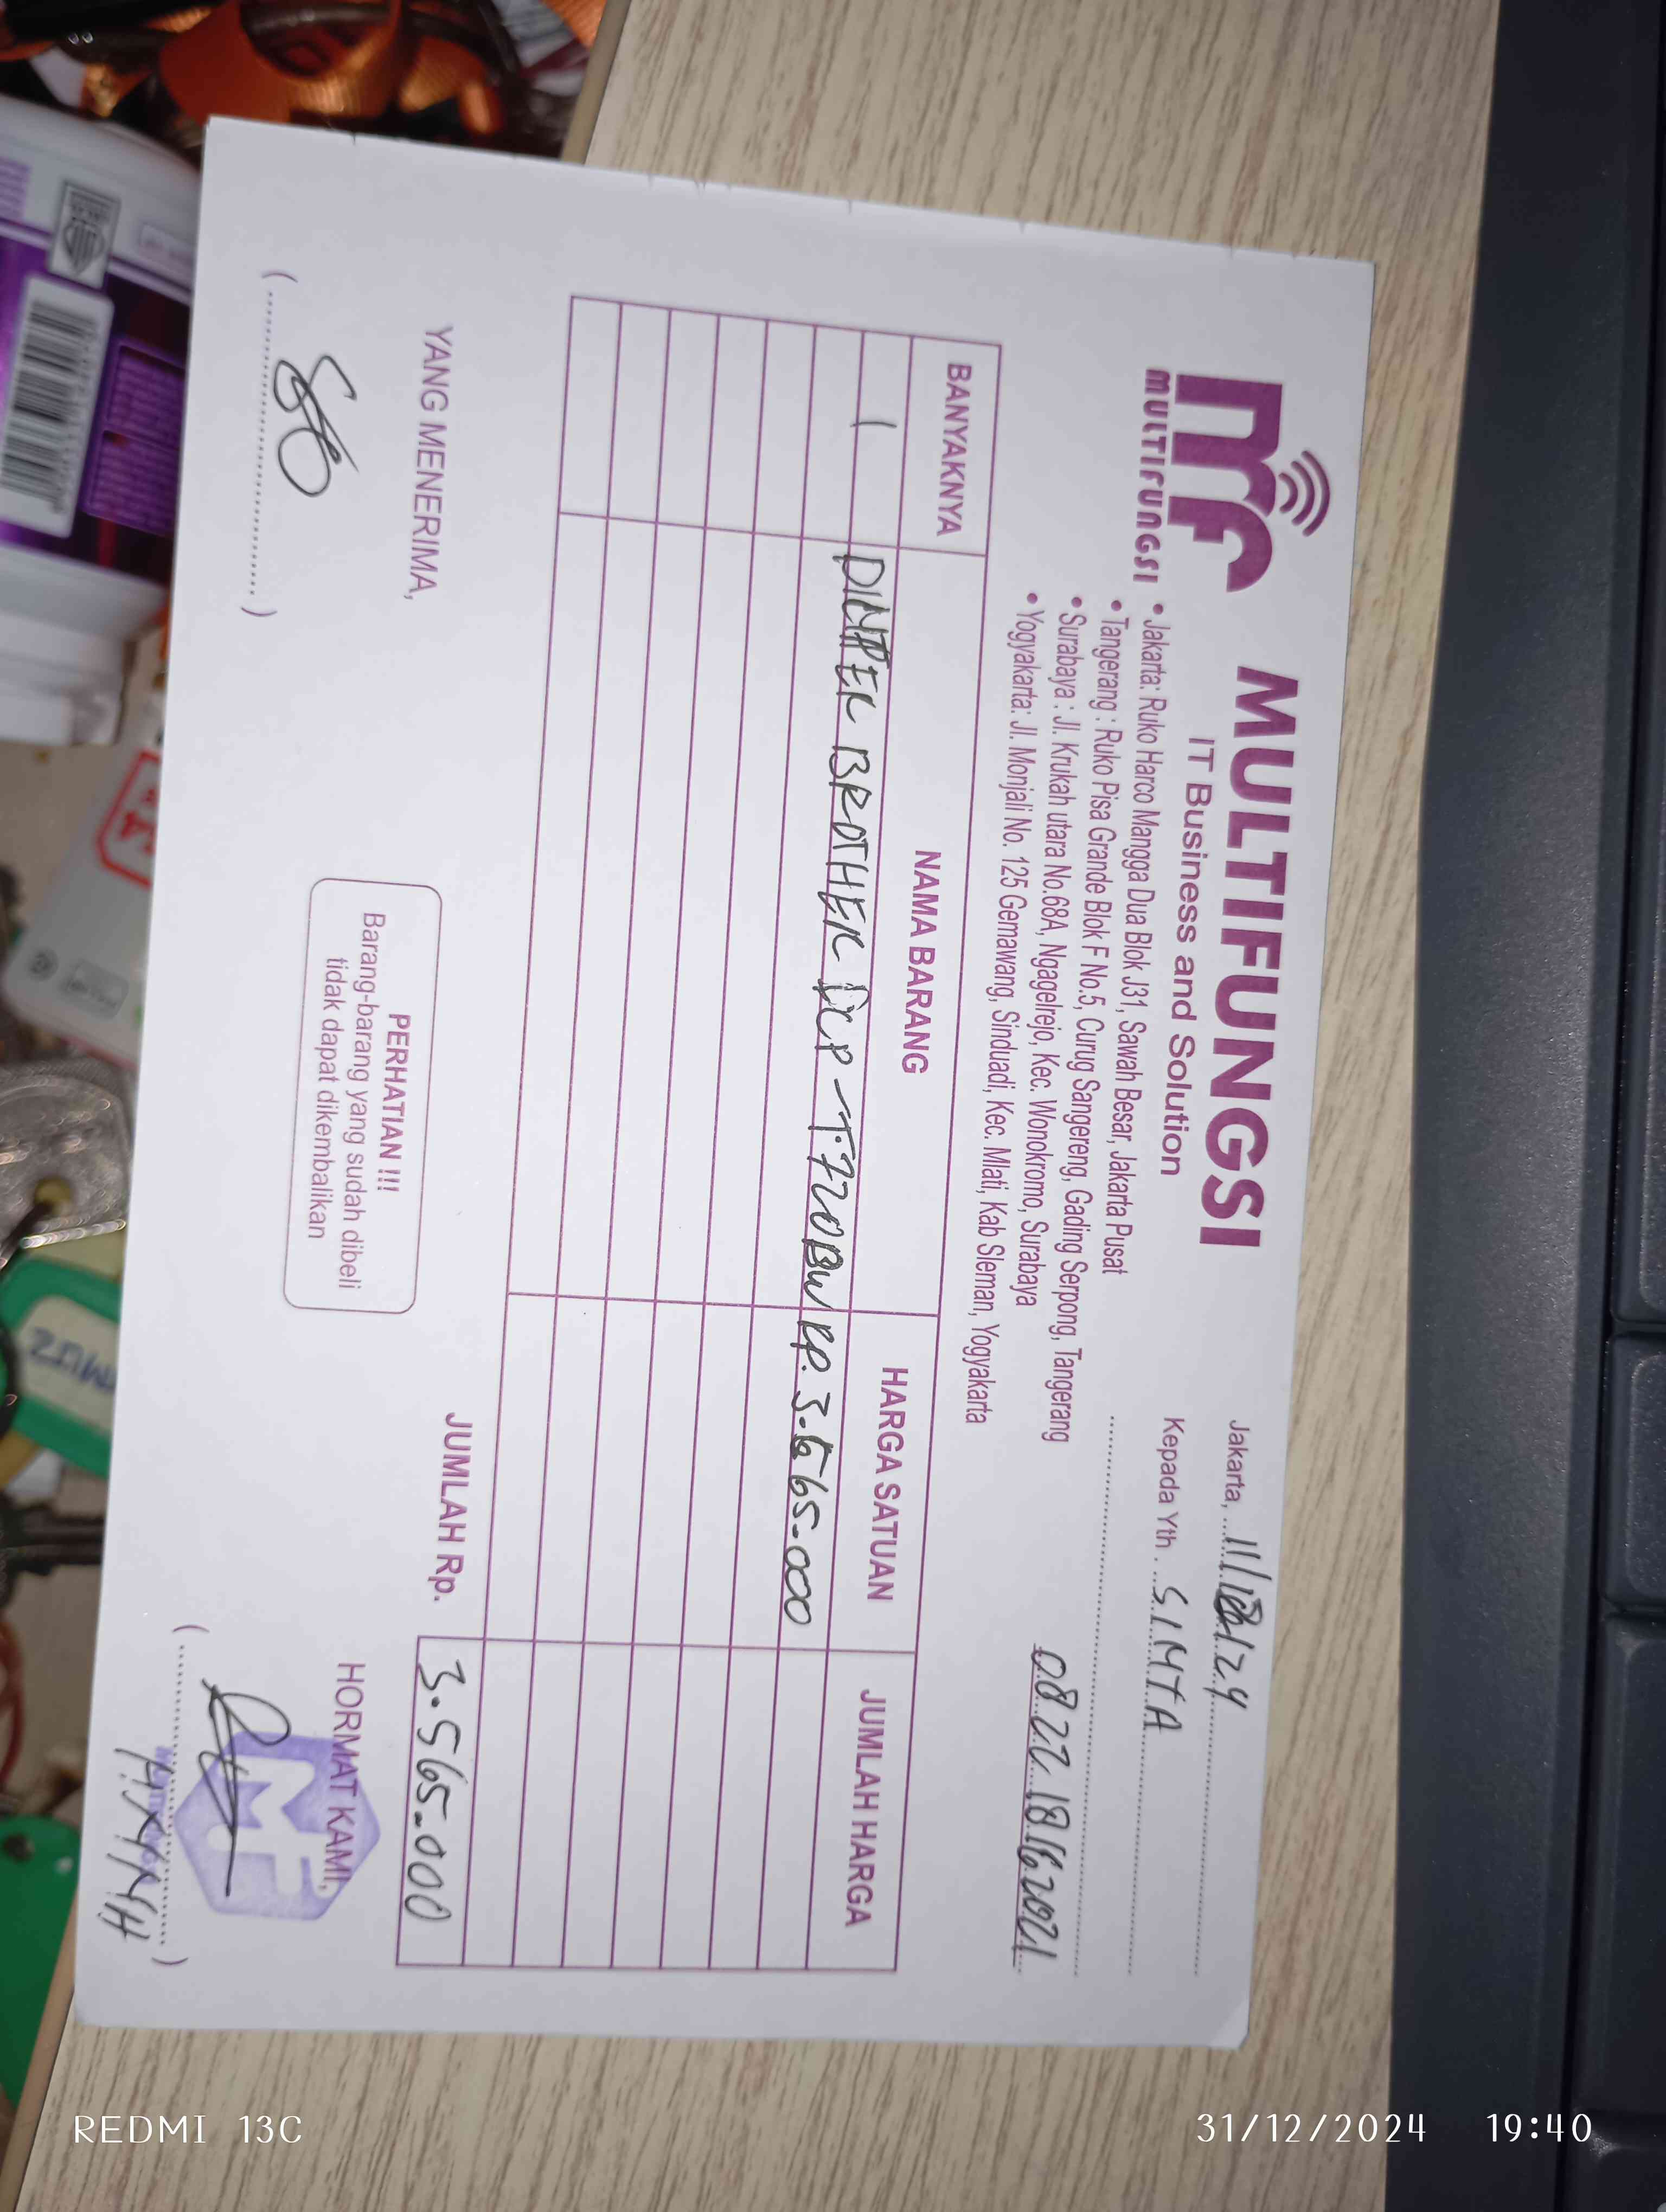 mf
MULTIFUNGSI
MULTIFUNGSI
IT Business and Solution
• Jakarta: Ruko Harco Mangga Dua Blok J31, Sawah Besar, Jakarta Pusat
• Tangerang : Ruko Pisa Grande Blok F No.5, Curug Sangereng, Gading Serpong, Tangerang
• Surabaya : Jl. Krukah utara No.68A, Ngagelrejo, Kec. Wonokromo, Surabaya
• Yogyakarta: Jl. Monjali No. 125 Gemawang, Sinduadi, Kec. Mlati, Kab Sleman, Yogyakarta
Jakarta, 11/12/24
Kepada Yth . SIMTA
0822 1816 2021
BANYAKNYA NAMA BARANG HARGA SATUAN JUMLAH HARGA
1 BROTHER DCP-T720DW Rp. 3.565.000
JUMLAH Rp. 3.565.000
YANG MENERIMA,
PERHATIAN !!!
Barang-barang yang sudah dibeli
tidak dapat dikembalikan
HORMAT KAMI,
MF
REDMI 13C
31/12/2024 19:40